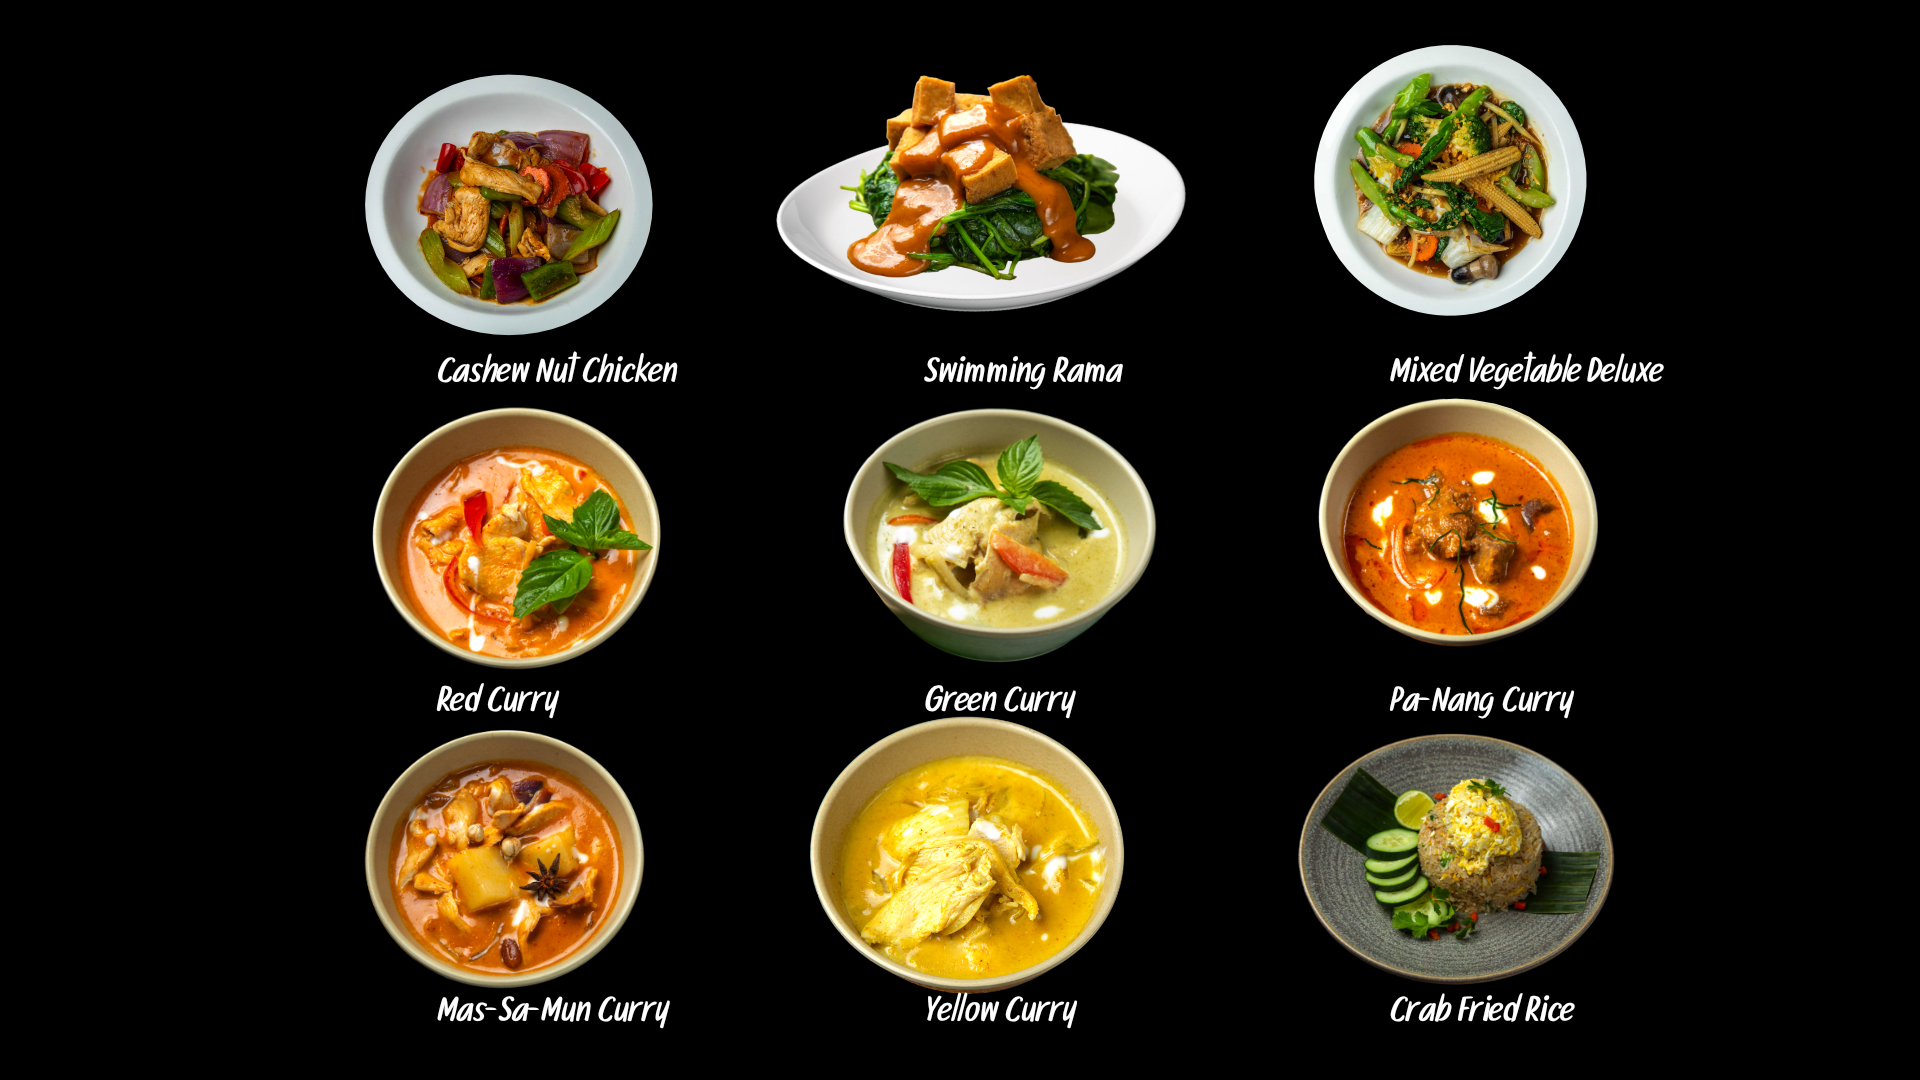 Cashew Nut Chicken
Swimming Rama
Mixed Vegetable Deluxe
Red Curry
Green Curry
Pa-Nang Curry
Mas-Sa-Mun Curry
Yellow Curry
Crab Fried Rice